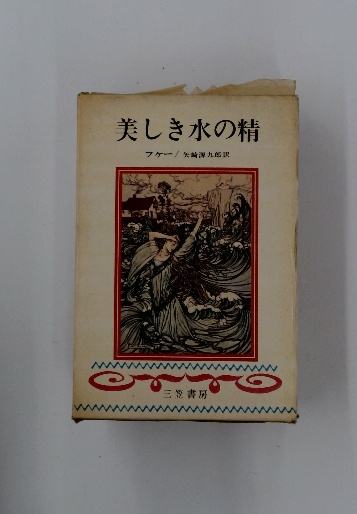 美しき水の精
フケー/矢崎源九郎訳
三笠書房